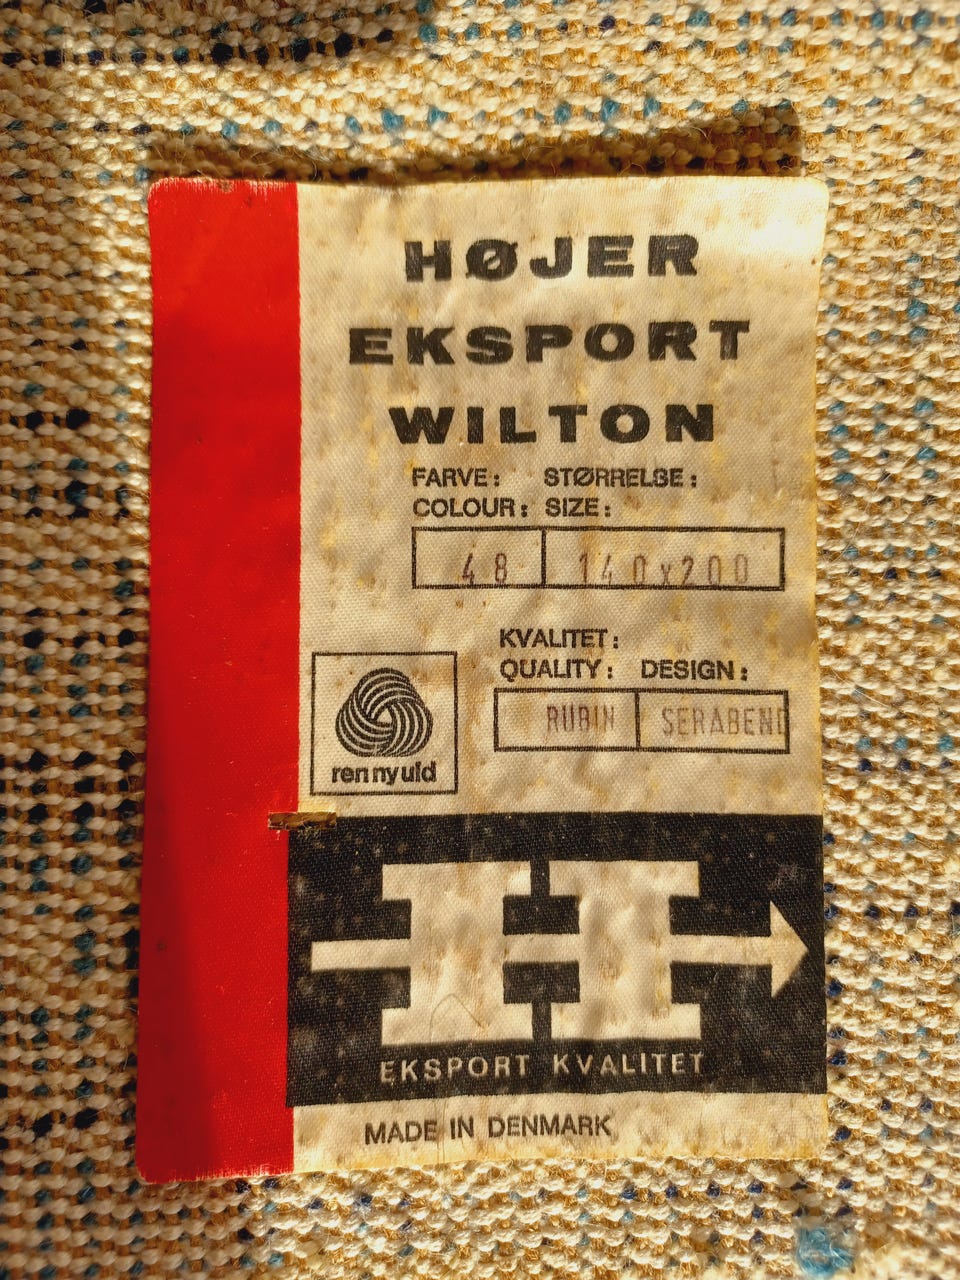 HØJER
EKSPORT
WILTON
FARVE: STØRRELSE:
COLOUR: SIZE:
48 140x200
KVALITET:
QUALITY: DESIGN:
RUBIN SERABEND
ren ny uld
EKSPORT KVALITET
MADE IN DENMARK